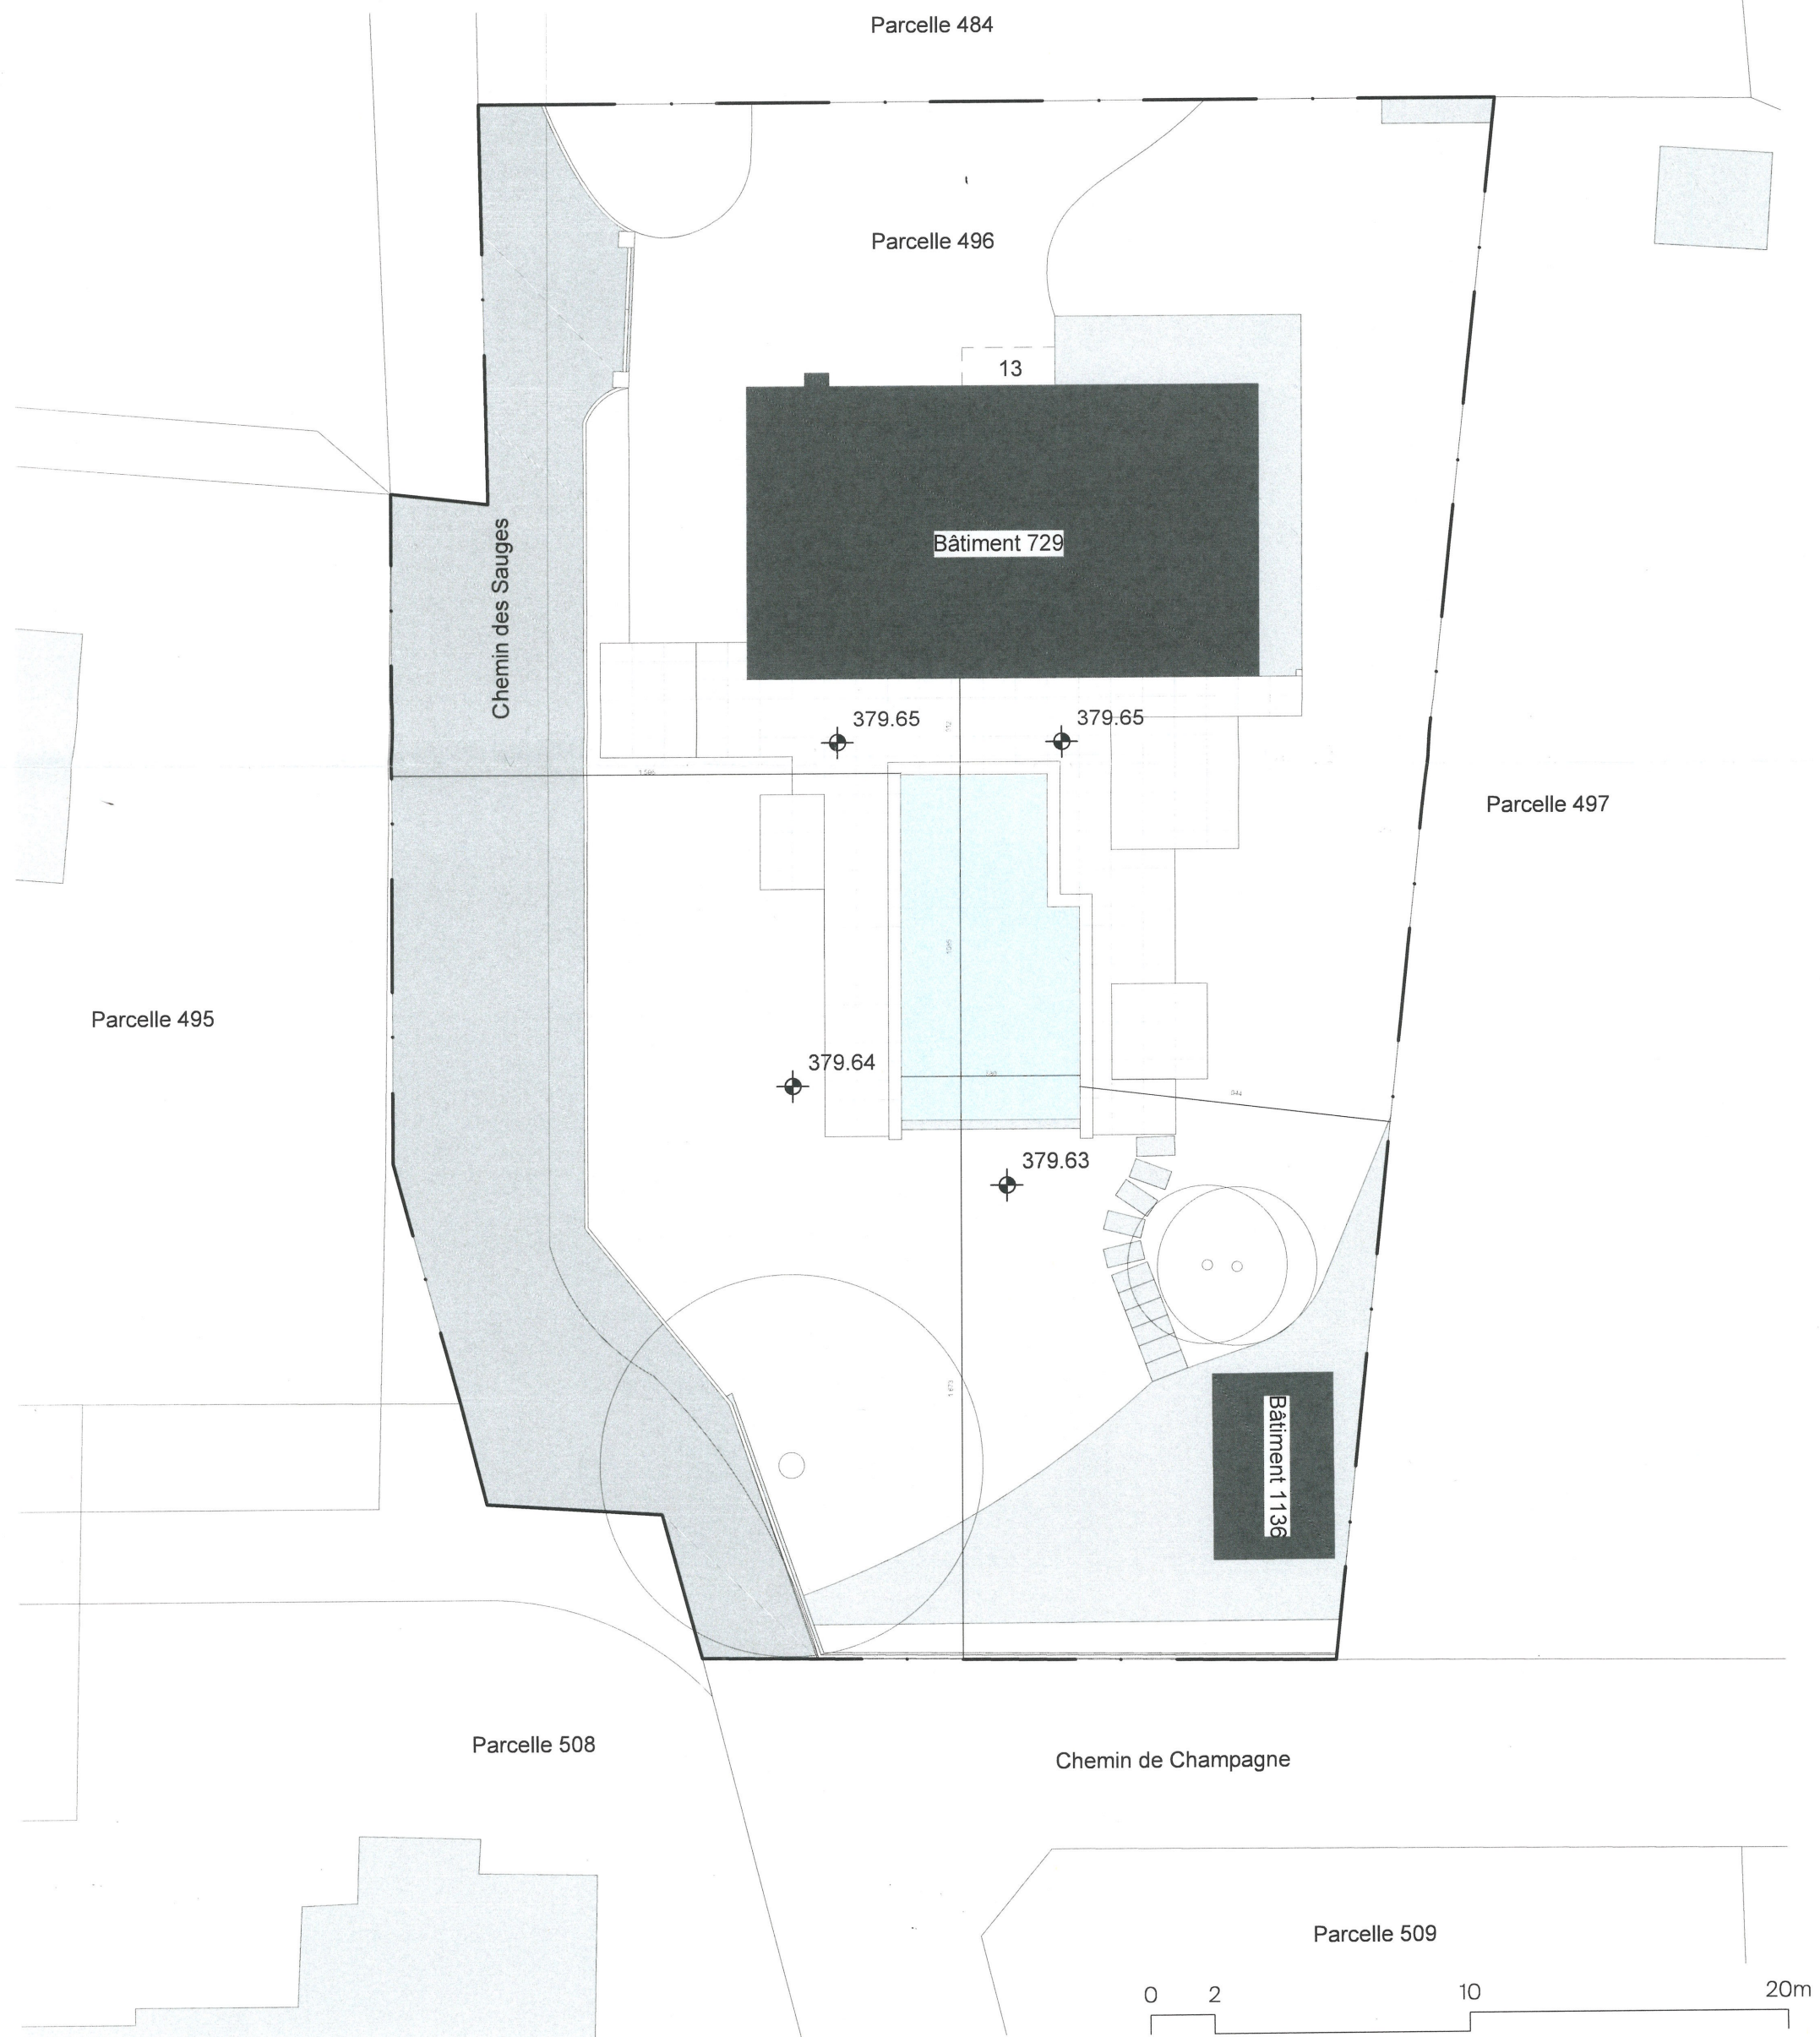 Parcelle 484
Parcelle 496
13
Bâtiment 729
Chemin des Sauges
379.65
379.65
Parcelle 497
Parcelle 495
379.64
379.63
Bâtiment 1136
Parcelle 508
Chemin de Champagne
Parcelle 509
0 2 10 20m